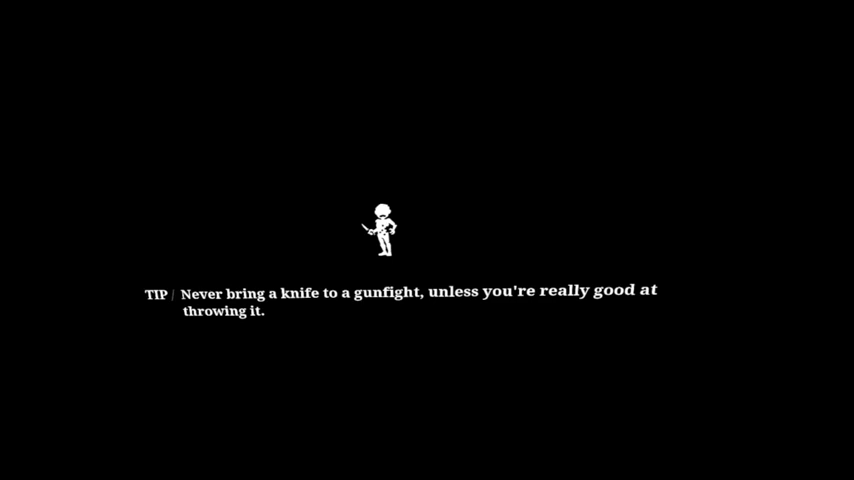 TIP / Never bring a knife to a gunfight, unless you're really good at
throwing it.